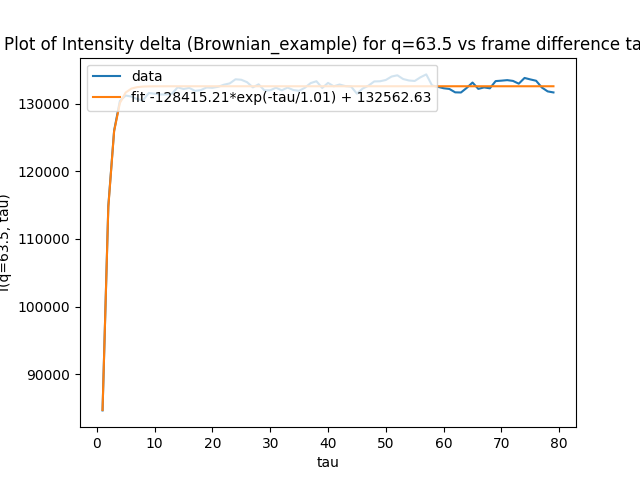 Plot of Intensity delta (Brownian_example) for q=63.5 vs frame difference ta
data
fit -128415.21*exp(-tau/1.01) + 132562.63
I(q=63.5, tau)
130000
120000
110000
100000
90000
0 10 20 30 40 50 60 70 80
tau